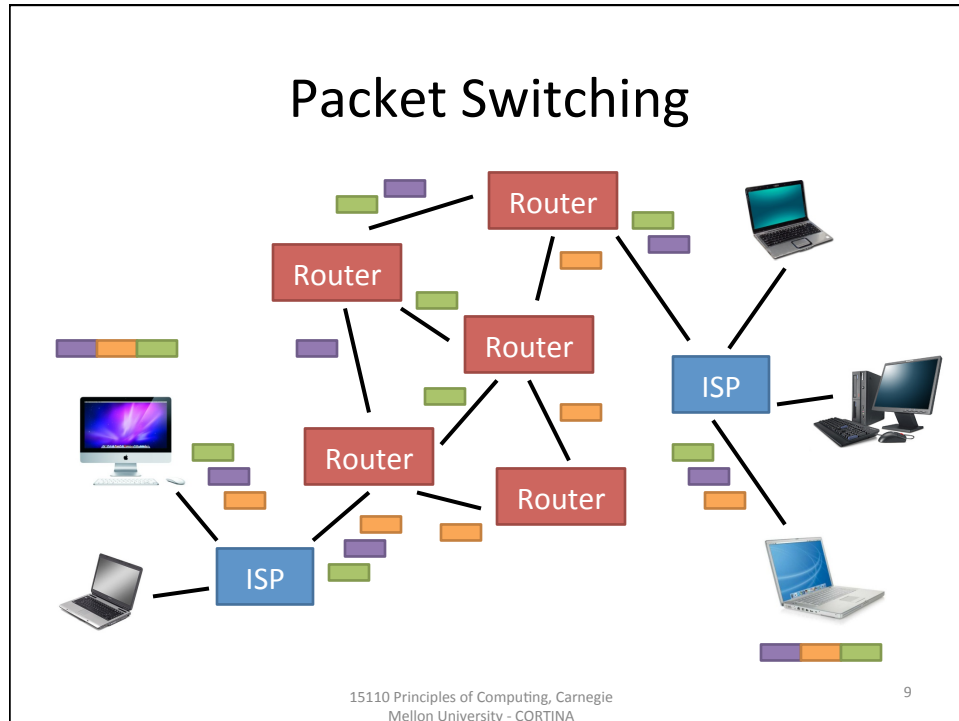 Packet Switching
Router
Router
Router
ISP
Router
Router
ISP
15110 Principles of Computing, Carnegie
Mellon University - CORTINA
9